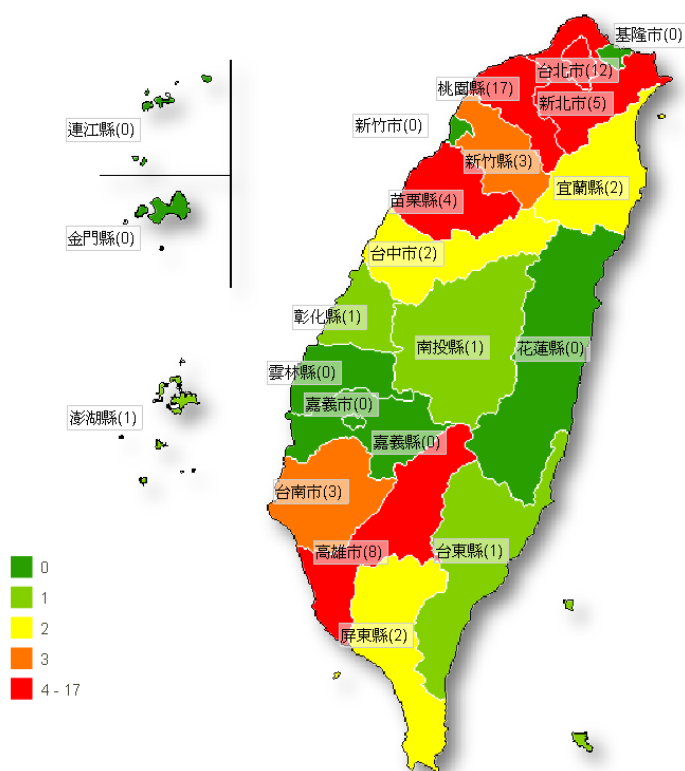 基隆市(0)
台北市(12)
桃園縣(17)
新北市(5)
連江縣(0)
新竹市(0)
新竹縣(3)
宜蘭縣(2)
苗栗縣(4)
金門縣(0)
台中市(2)
彰化縣(1)
南投縣(1)
花蓮縣(0)
雲林縣(0)
嘉義市(0)
澎湖縣(1)
嘉義縣(0)
台南市(3)
高雄市(8)
台東縣(1)
屏東縣(2)
0
1
2
3
4 - 17